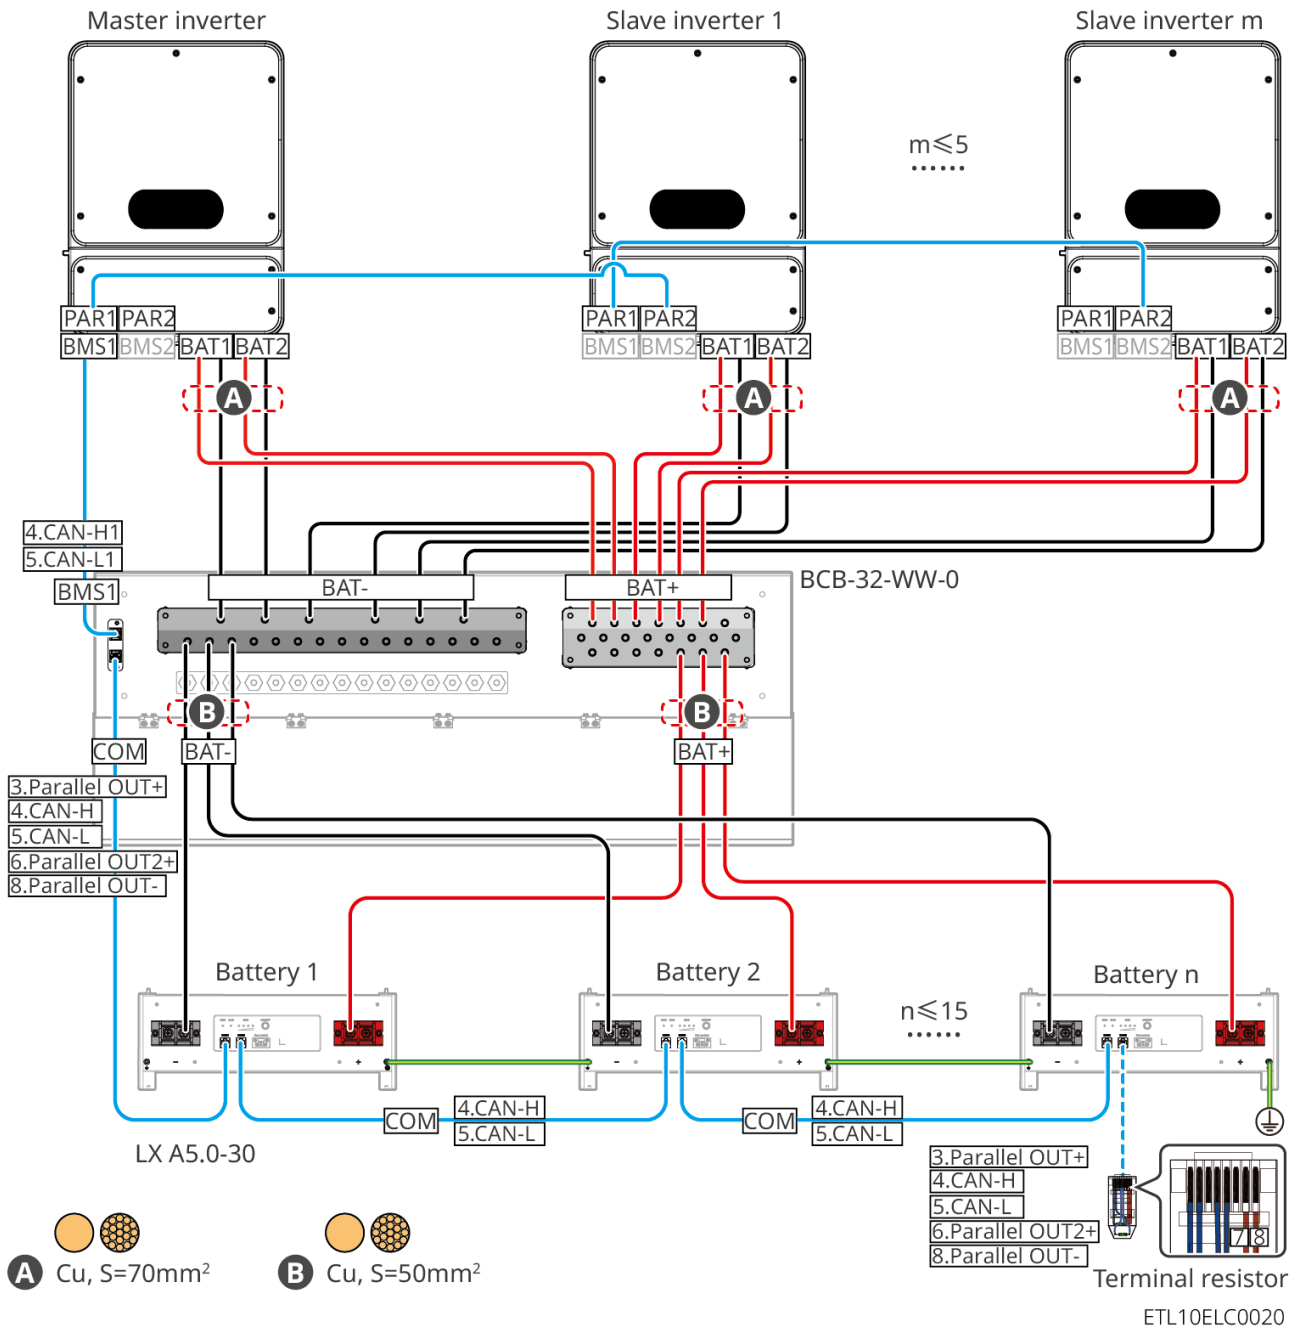 Master inverter
Slave inverter 1
Slave inverter m
m⩽5
PAR1 PAR2
PAR1 PAR2
PAR1 PAR2
BMS1 BMS2 BAT1 BAT2
BMS1 BMS2 BAT1 BAT2
BMS1 BMS2 BAT1 BAT2
A
A
A
4.CAN-H1
5.CAN-L1
BMS1
BAT-
BAT+
BCB-32-WW-0
B
B
COM
BAT-
BAT+
3.Parallel OUT+
4.CAN-H
5.CAN-L
6.Parallel OUT2+
8.Parallel OUT-
Battery 1
Battery 2
Battery n
n⩽15
- +
- +
- +
COM
4.CAN-H
5.CAN-L
COM
4.CAN-H
5.CAN-L
LX A5.0-30
3.Parallel OUT+
4.CAN-H
5.CAN-L
6.Parallel OUT2+
8.Parallel OUT-
7 8
Terminal resistor
A Cu, S=70mm²
B Cu, S=50mm²
ETL10ELC0020